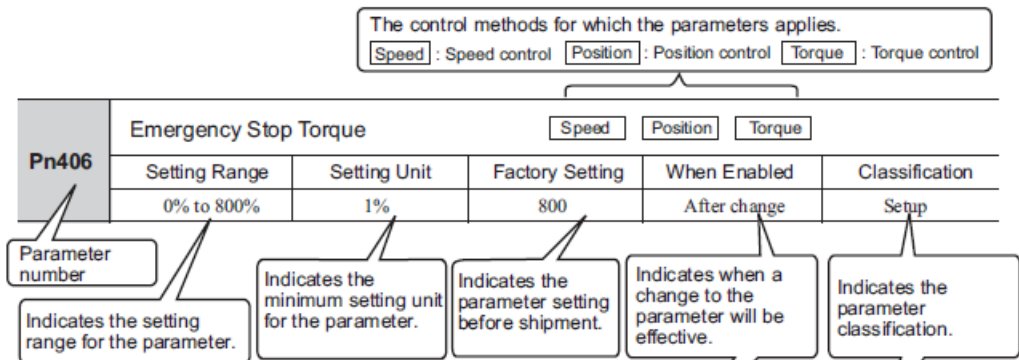 The control methods for which the parameters applies.
Speed : Speed control Position : Position control Torque : Torque control
Emergency Stop Torque Speed Position Torque
Pn406
Setting Range Setting Unit Factory Setting When Enabled Classification
0% to 800% 1% 800 After change Setup
Parameter
number
Indicates the setting
range for the parameter.
Indicates the
minimum setting unit
for the parameter.
Indicates the
parameter setting
before shipment.
Indicates when a
change to the
parameter will be
effective.
Indicates the
parameter
classification.